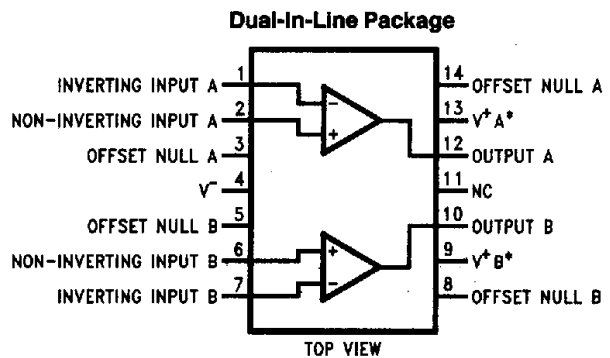 Dual-In-Line Package
INVERTING INPUT A 1
NON-INVERTING INPUT A 2
OFFSET NULL A 3
V⁻ 4
OFFSET NULL B 5
NON-INVERTING INPUT B 6
INVERTING INPUT B 7
−
+
+
−
14 OFFSET NULL A
13 V⁺A*
12 OUTPUT A
11 NC
10 OUTPUT B
9 V⁺B*
8 OFFSET NULL B
TOP VIEW